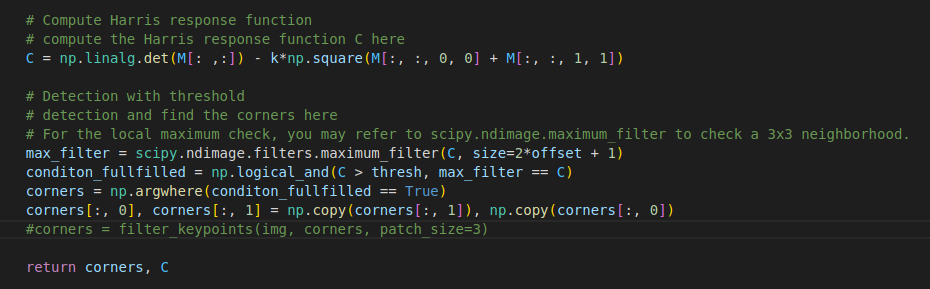 # Compute Harris response function
# compute the Harris response function C here
C = np.linalg.det(M[: ,:]) - k*np.square(M[:, :, 0, 0] + M[:, :, 1, 1])
# Detection with threshold
# detection and find the corners here
# For the local maximum check, you may refer to scipy.ndimage.maximum_filter to check a 3x3 neighborhood.
max_filter = scipy.ndimage.filters.maximum_filter(C, size=2*offset + 1)
conditon_fullfilled = np.logical_and(C > thresh, max_filter == C)
corners = np.argwhere(conditon_fullfilled == True)
corners[:, 0], corners[:, 1] = np.copy(corners[:, 1]), np.copy(corners[:, 0])
#corners = filter_keypoints(img, corners, patch_size=3)
return corners, C